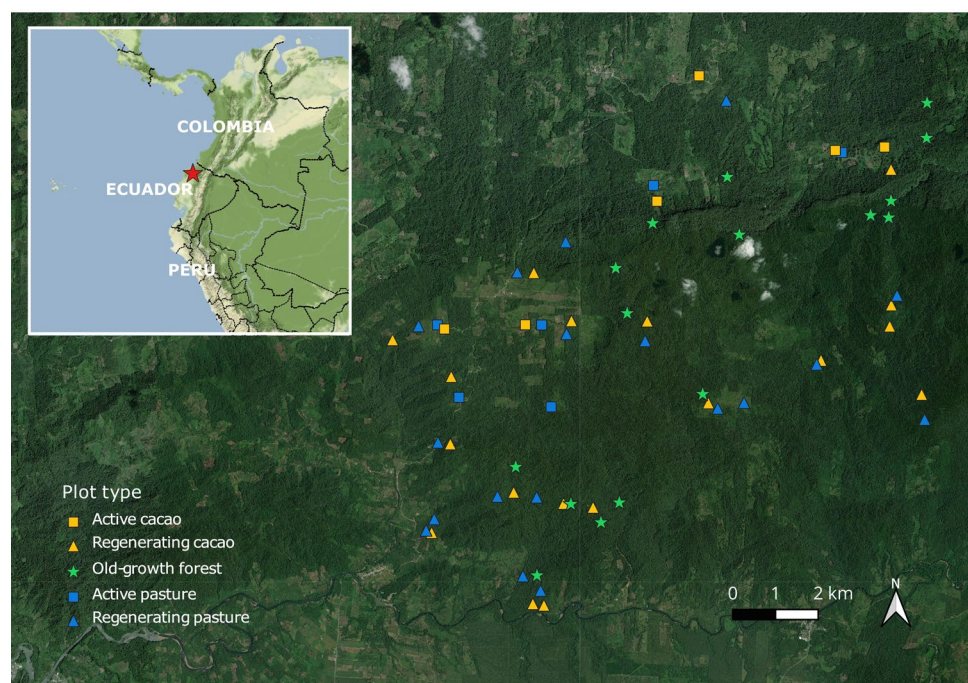 COLOMBIA
ECUADOR
PERU
Plot type
Active cacao
Regenerating cacao
Old-growth forest
Active pasture
Regenerating pasture
0 1 2 km
N